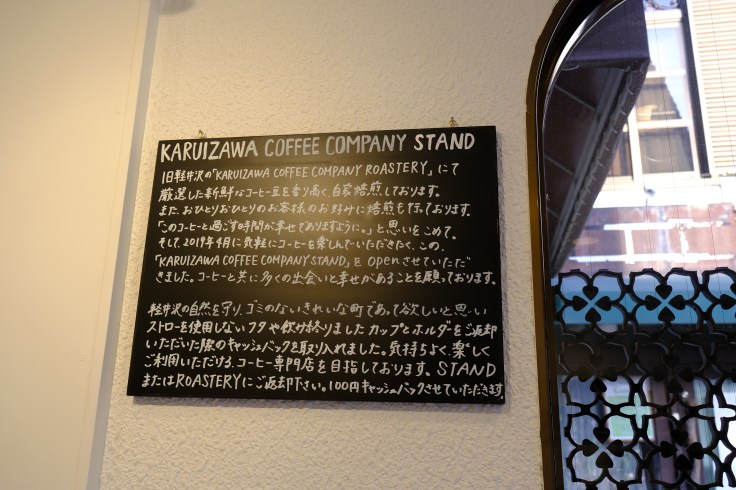 KARUIZAWA COFFEE COMPANY STAND
旧軽井沢の「KARUIZAWA COFFEE COMPANY ROASTERY」にて
厳選した新鮮なコーヒー豆を香り高く、自家焙煎しております。
また、おひとりおひとりのお客様のお好みに焙煎も行っております。
「このコーヒーと過ごす時間が幸せでありますように。」と思いをこめて。
そして、2019年4月に気軽にコーヒーを楽しんでいただきたく、この、
「KARUIZAWA COFFEE COMPANY STAND」を Openさせていただ
きました。コーヒーと共に多くの出会いと幸せがあることを願っております。
軽井沢の自然を守り、ゴミのないきれいな町であって欲しいと思い
ストローを使用しないフタや飲み終りました カップとホルダーをご返却
いただいた際のキャッシュバックを取り入れました。気持ちよく、楽しく
ご利用いただける、コーヒー専門店を目指しております。STAND
またはROASTERYにご返却下さい。100円キャッシュバックさせていただきます。